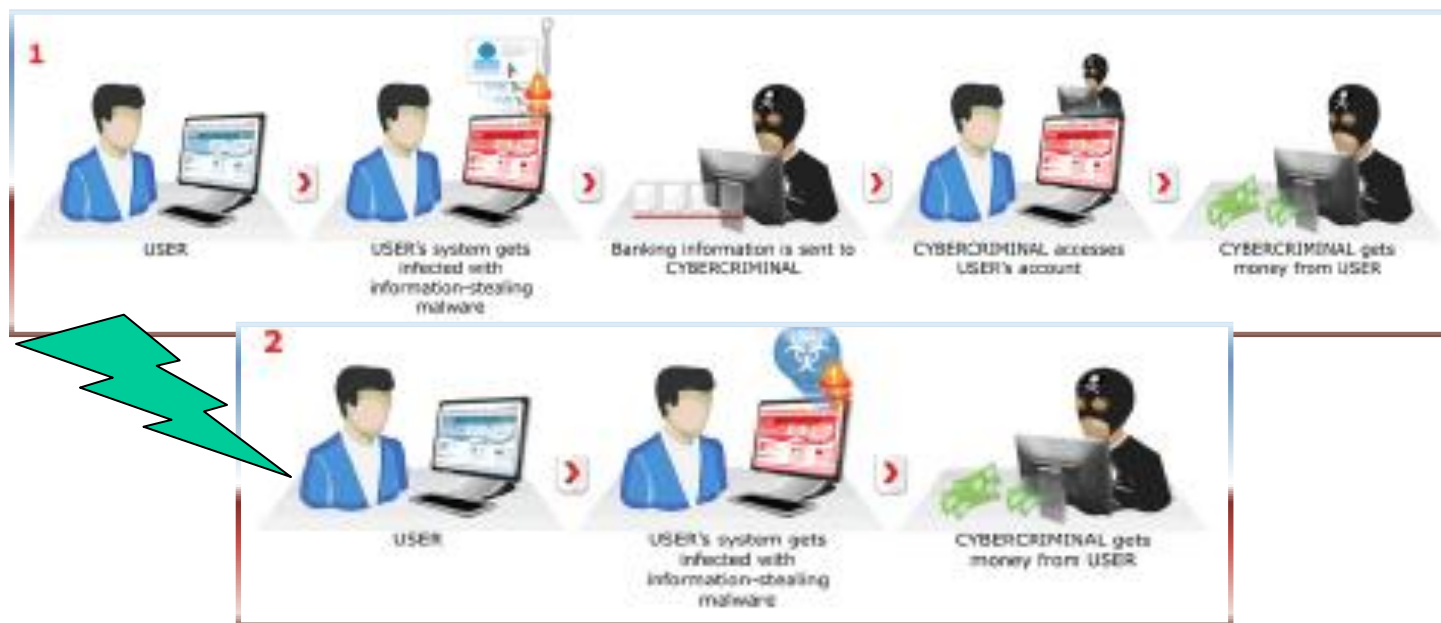 1
USER
USER's system gets
infected with
information-stealing
malware
Banking information is sent to
CYBERCRIMINAL
CYBERCRIMINAL accesses
USER's account
CYBERCRIMINAL gets
money from USER
2
USER
USER's system gets
infected with
information-stealing
malware
CYBERCRIMINAL gets
money from USER